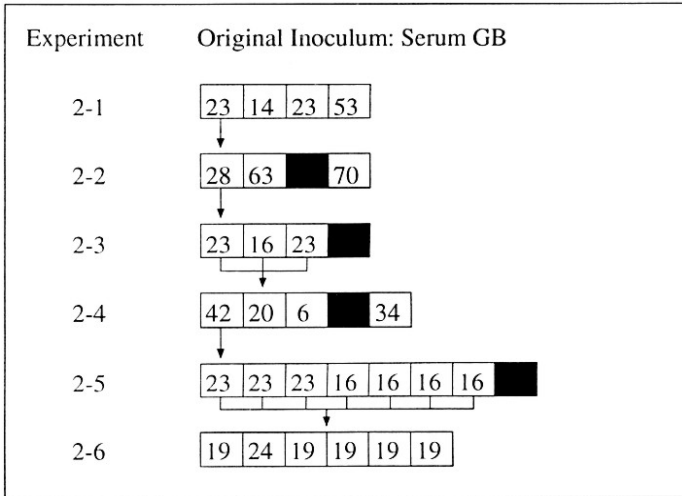 Experiment Original Inoculum: Serum GB
2-1 23 14 23 53
2-2 28 63 70
2-3 23 16 23
2-4 42 20 6 34
2-5 23 23 23 16 16 16 16
2-6 19 24 19 19 19 19